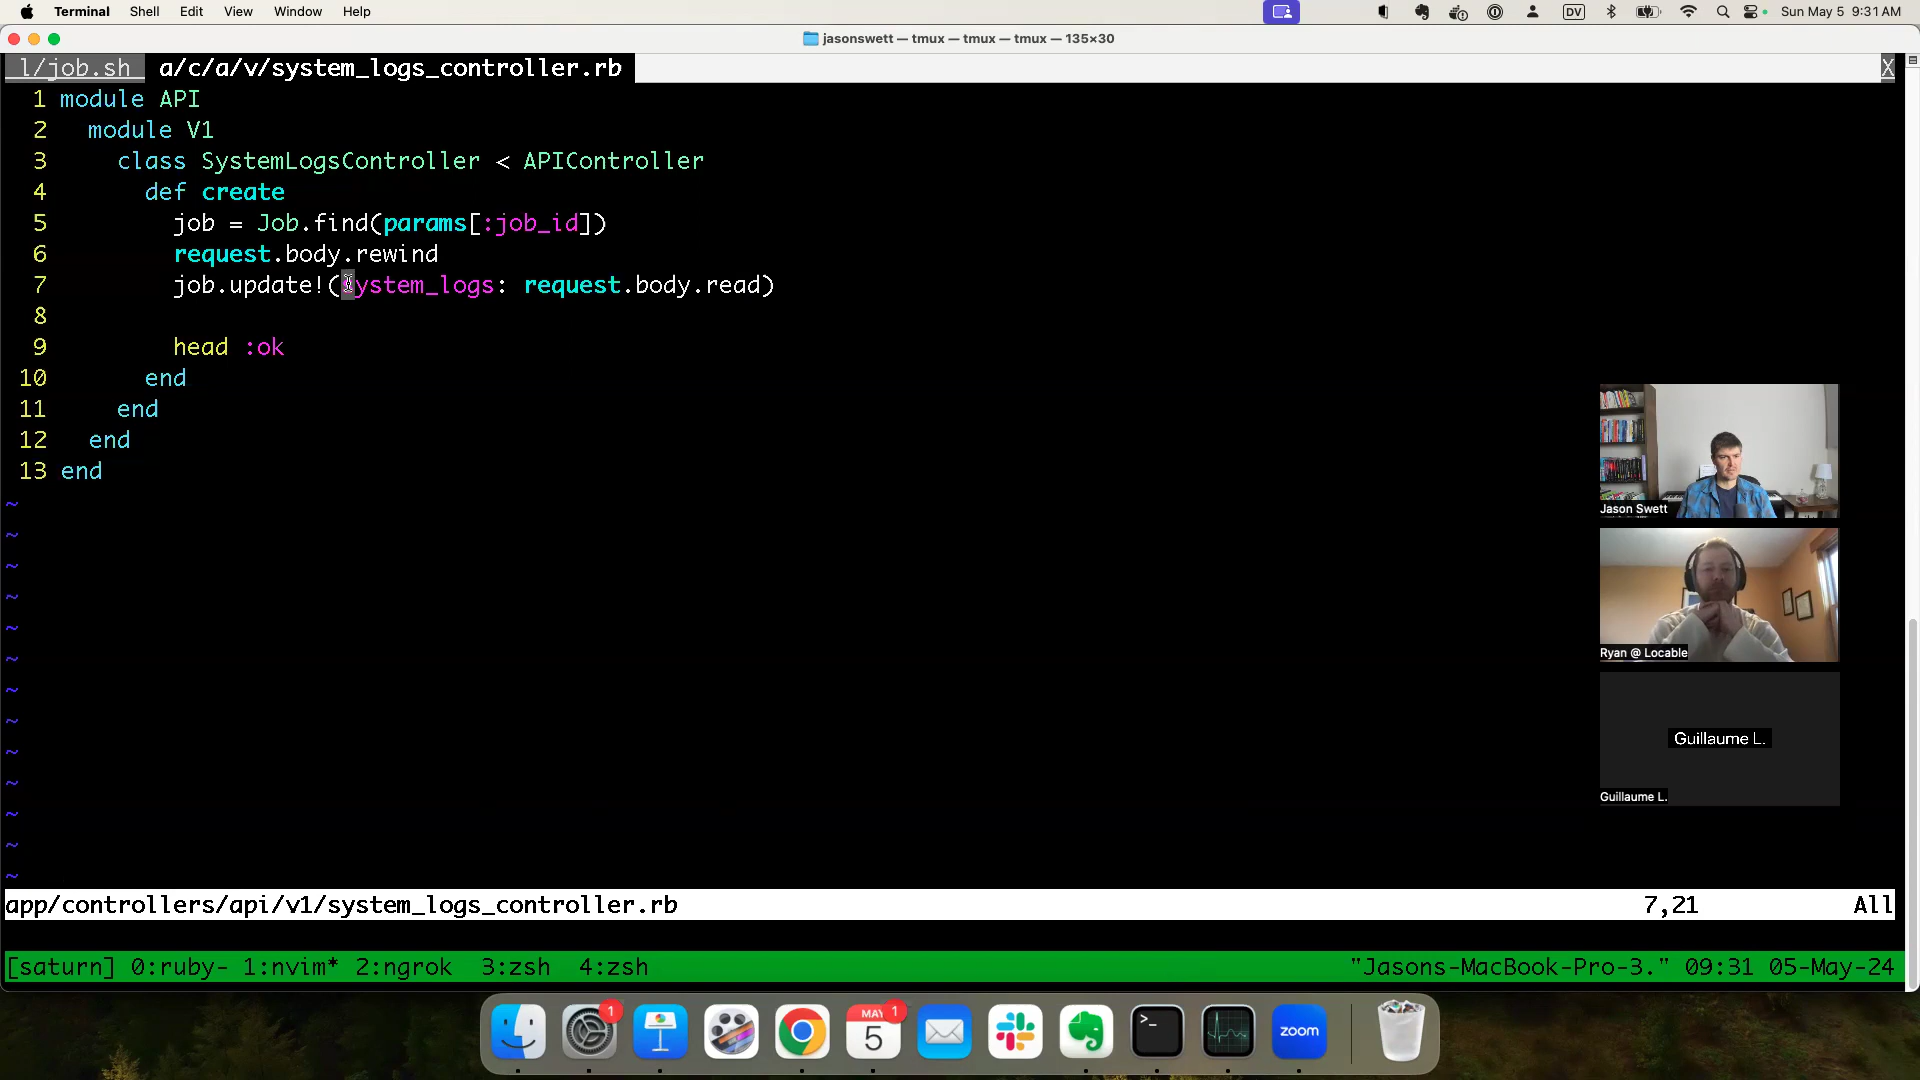 Terminal Shell Edit View Window Help DV Sun May 5 9:31 AM
jasonswett — tmux — tmux — tmux — 135×30
l/job.sh a/c/a/v/system_logs_controller.rb X
1 module API
2 module V1
3 class SystemLogsController < APIController
4 def create
5 job = Job.find(params[:job_id])
6 request.body.rewind
7 job.update!(system_logs: request.body.read)
8
9 head :ok
10 end
11 end
12 end
13 end
~
~
~
~
~
~
~
~
~
~
~
~
~
Jason Swett
Ryan @ Locable
Guillaume L.
Guillaume L.
app/controllers/api/v1/system_logs_controller.rb 7,21 All
[saturn] 0:ruby- 1:nvim* 2:ngrok 3:zsh 4:zsh "Jasons-MacBook-Pro-3." 09:31 05-May-24
1 MAY 1
5 >_ zoom